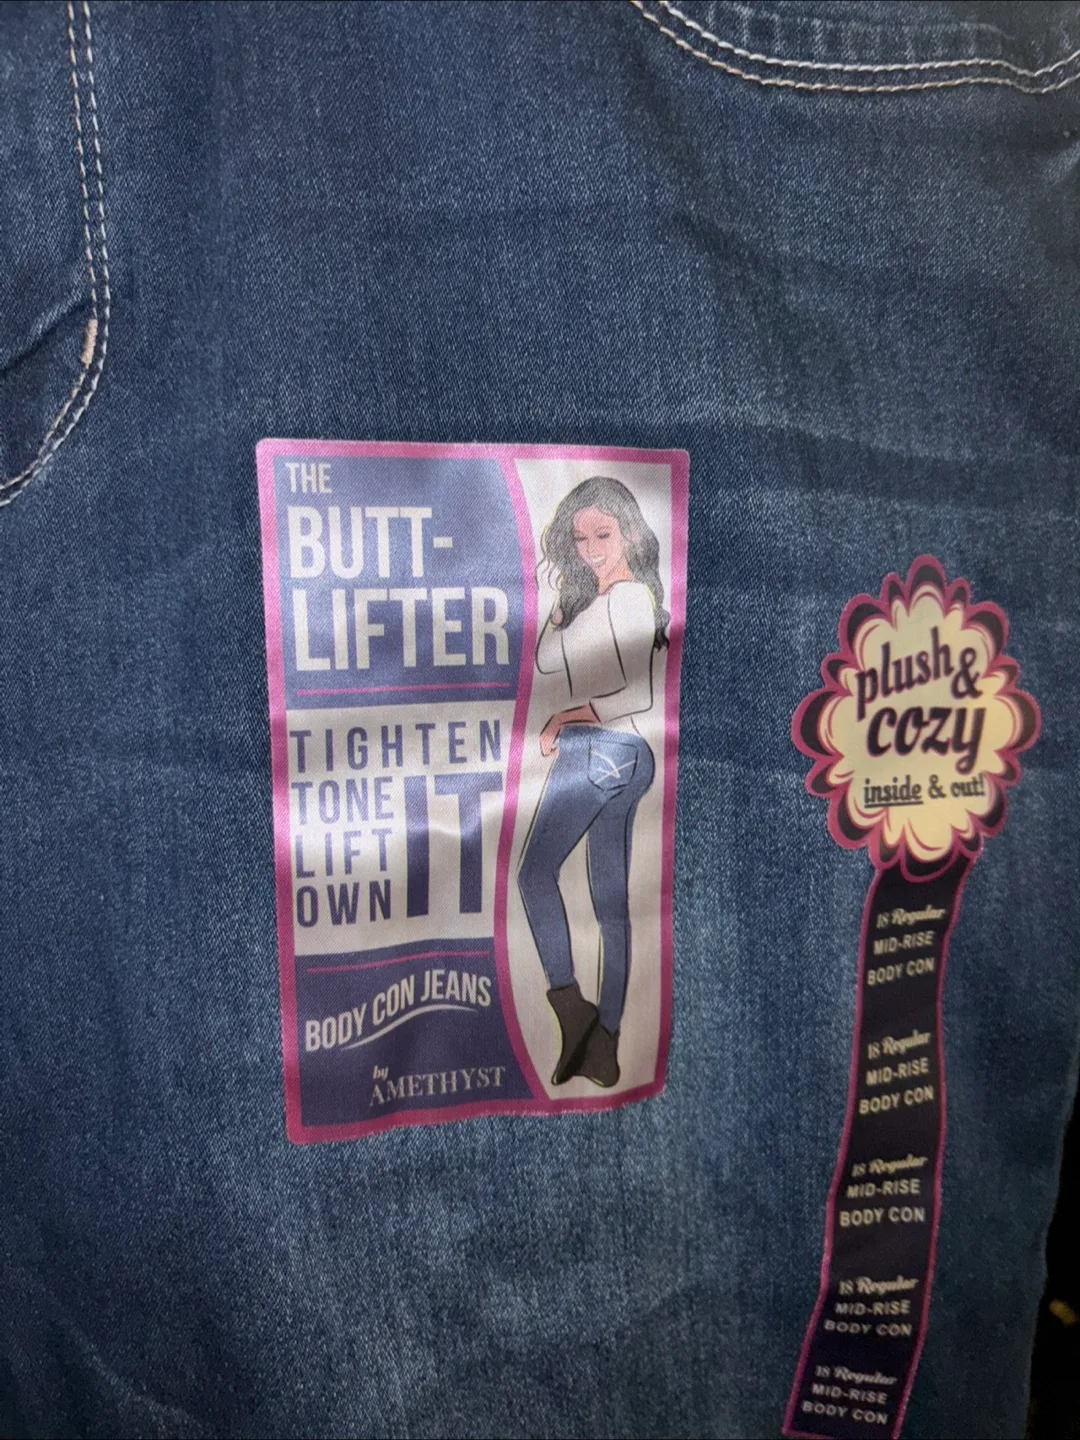 THE
BUTT-
LIFTER
TIGHTEN
TONE
LIFT
OWN
IT
BODY CON JEANS
by
AMETHYST
plush &
cozy
inside & out!
18 Regular
MID-RISE
BODY CON
18 Regular
MID-RISE
BODY CON
18 Regular
MID-RISE
BODY CON
18 Regular
MID-RISE
BODY CON
18 Regular
MID-RISE
BODY CON